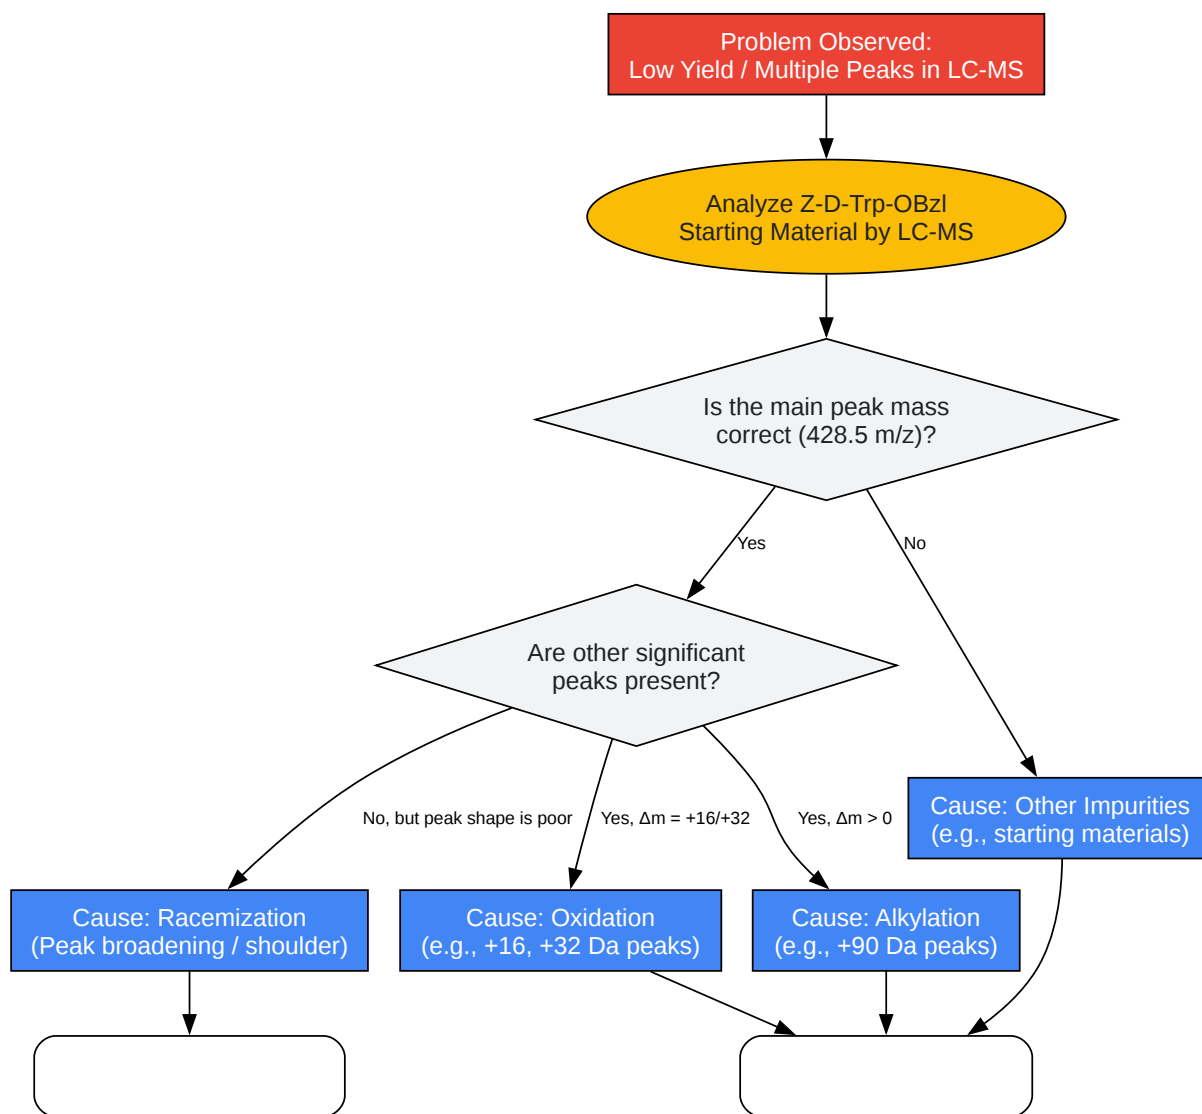 Problem Observed:
Low Yield / Multiple Peaks in LC-MS
Analyze Z-D-Trp-OBzl
Starting Material by LC-MS
Is the main peak mass
correct (428.5 m/z)?
Yes
No
Are other significant
peaks present?
No, but peak shape is poor
Yes, Δm = +16/+32
Yes, Δm > 0
Cause: Other Impurities
(e.g., starting materials)
Cause: Racemization
(Peak broadening / shoulder)
Cause: Oxidation
(e.g., +16, +32 Da peaks)
Cause: Alkylation
(e.g., +90 Da peaks)